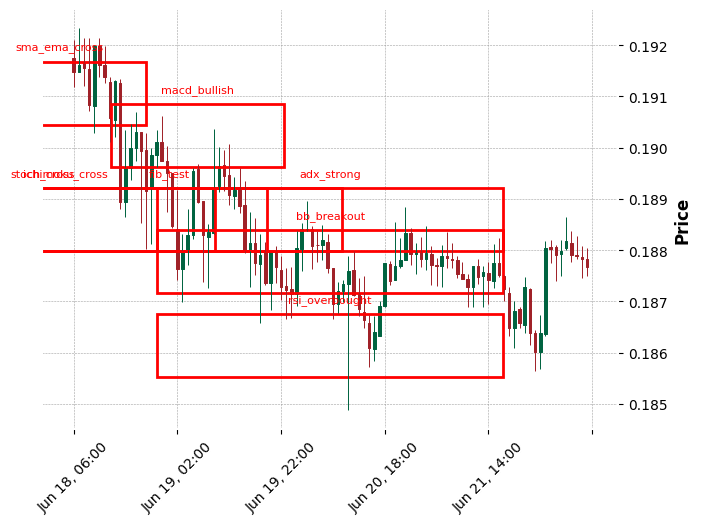 sma_ema_cross
macd_bullish
stoch_cross
adx_strong
bb_breakout
rsi_overbought
0.192
0.191
0.190
0.189
0.188
0.187
0.186
0.185
Price
Jun 18, 06:00
Jun 19, 02:00
Jun 19, 22:00
Jun 20, 18:00
Jun 21, 14:00